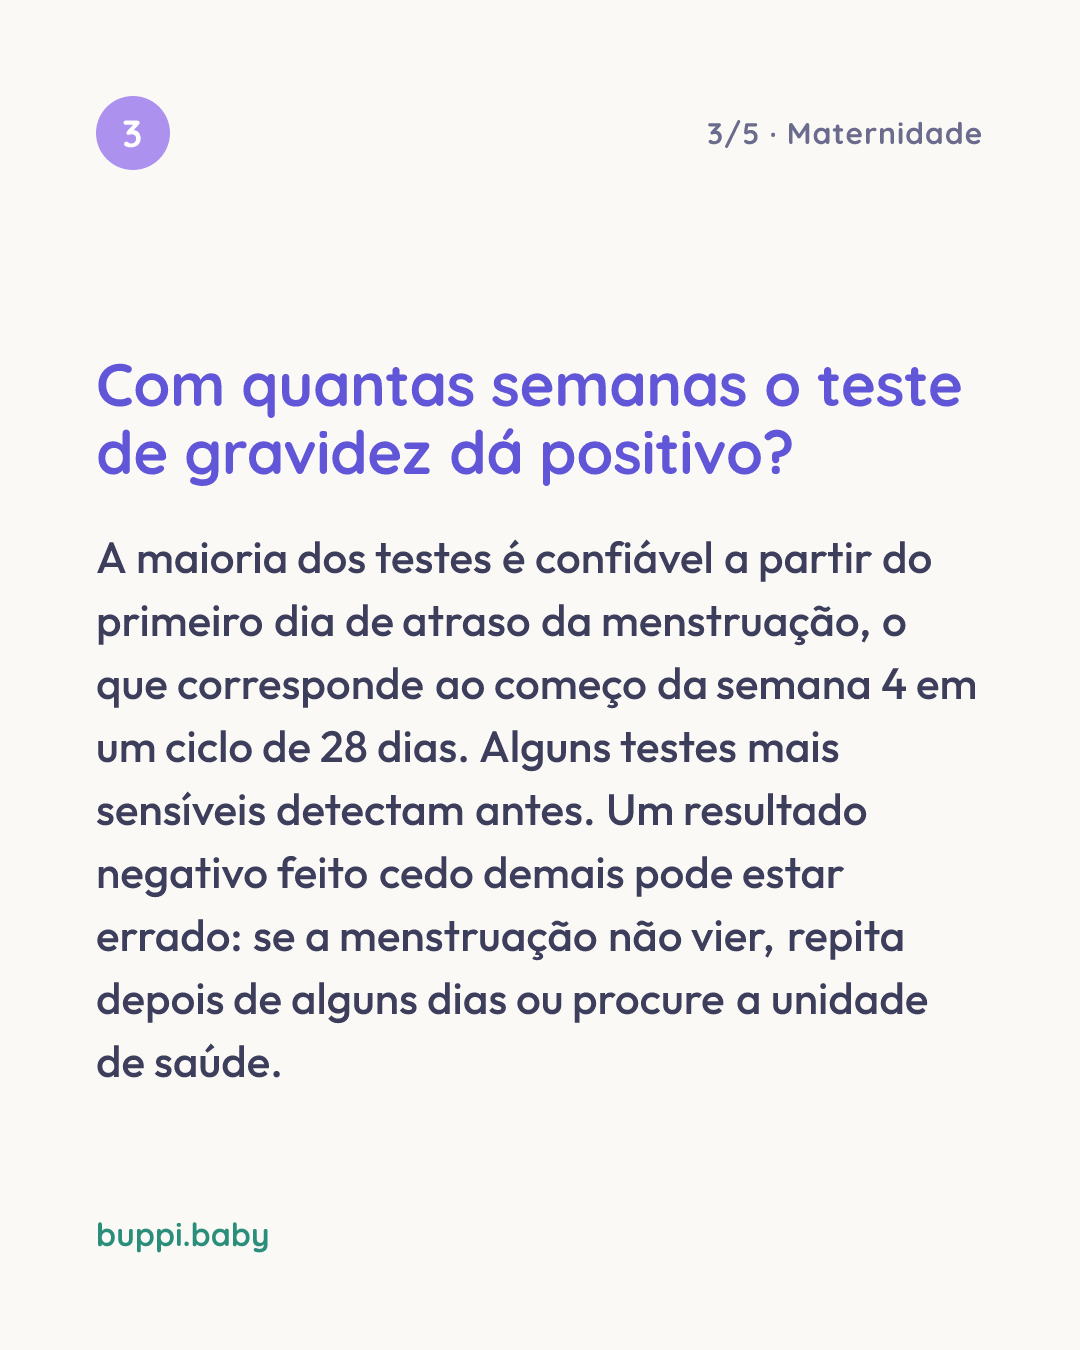 3
3/5 · Maternidade
Com quantas semanas o teste
de gravidez dá positivo?
A maioria dos testes é confiável a partir do
primeiro dia de atraso da menstruação, o
que corresponde ao começo da semana 4 em
um ciclo de 28 dias. Alguns testes mais
sensíveis detectam antes. Um resultado
negativo feito cedo demais pode estar
errado: se a menstruação não vier, repita
depois de alguns dias ou procure a unidade
de saúde.
buppi.baby